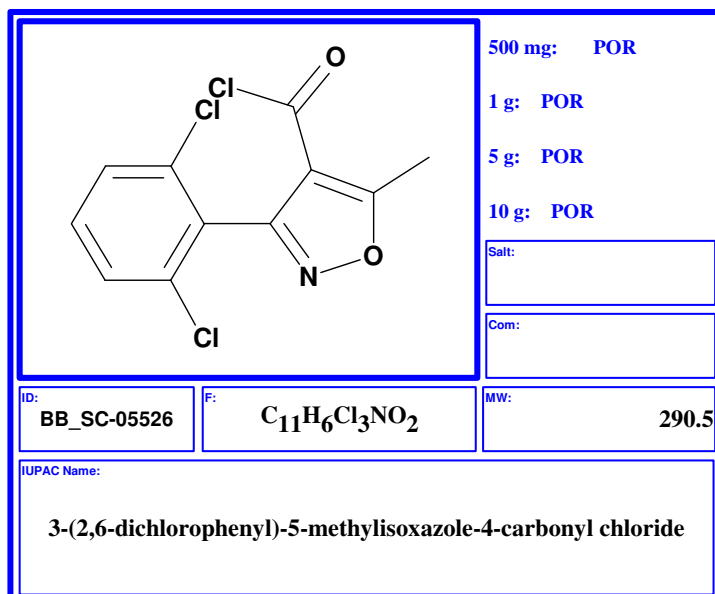 500 mg: POR
1 g: POR
5 g: POR
10 g: POR
O
Cl
Cl
O
N
Cl
Salt:
Com:
ID:
BB_SC-05526
F:
C11H6Cl3NO2
MW:
290.5
IUPAC Name:
3-(2,6-dichlorophenyl)-5-methylisoxazole-4-carbonyl chloride